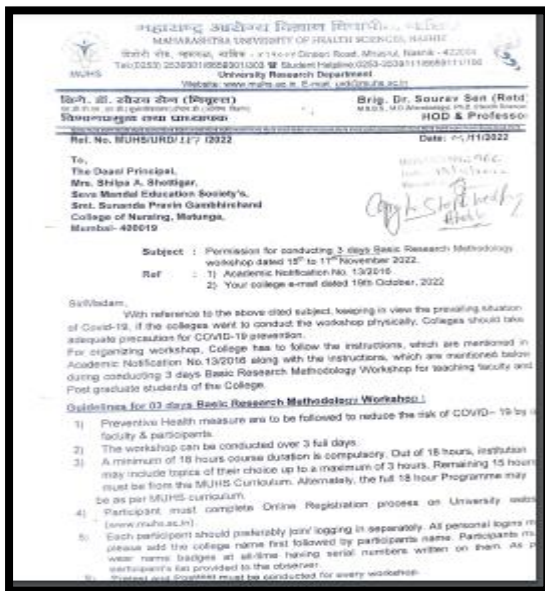 महाराष्ट्र आरोग्य विज्ञान
MAHARASHTRA UNIVERSITY OF HEALTH SCIENCES, NASHIK
Dindori Road, Mhasrul, Nashik - 422004
Student Helpline
MUHS University Research Department
Website: www.muhs.ac.in E-mail:
Brig. Dr. Sourav Sen (Retd)
HOD & Professor
Ref. No. MUHS/URD/ /2022 Date: /11/2022
To,
The Dean/ Principal,
Mrs. Shilpa A. Shettigar,
Seva Mandal Education Society's,
Smt. Sunanda Pravin Gambhirchand
College of Nursing, Matunga,
Mumbai- 400019
Subject : Permission for conducting 3 days Basic Research Methodology
workshop dated 15th to 17th November 2022.
Ref : 1) Academic Notification No. 13/2016
2) Your college e-mail dated 19th October, 2022
Sir/Madam,
With reference to the above cited subject, keeping in view the prevailing situation
of Covid-19, if the colleges want to conduct the workshop physically, Colleges should take
adequate precaution for COVID-19 prevention.
For organizing workshop, College has to follow the instructions, which are mentioned in
Academic Notification No.13/2016 along with the instructions, which are mentioned below
during conducting 3 days Basic Research Methodology Workshop for teaching faculty and
Post graduate students of the College.
Guidelines for 03 days Basic Research Methodology Workshop :
1) Preventive Health measure are to be followed to reduce the risk of COVID– 19 by
faculty & participants.
2) The workshop can be conducted over 3 full days.
3) A minimum of 18 hours course duration is compulsory. Out of 18 hours, institution
may include topics of their choice up to a maximum of 3 hours. Remaining 15 hours
must be from the MUHS Curriculum. Alternately, the full 18 hour Programme may
be as per MUHS curriculum.
4) Participant must complete Online Registration process on University
(www.muhs.ac.in).
5) Each participant should preferably join/ logging in separately. All personal logins
please add the college name first followed by participants name. Participants
wear name badges at all-time having serial numbers written on them. As
participant's list provided to the observer.
Pretest and Posttest must be conducted for every workshop